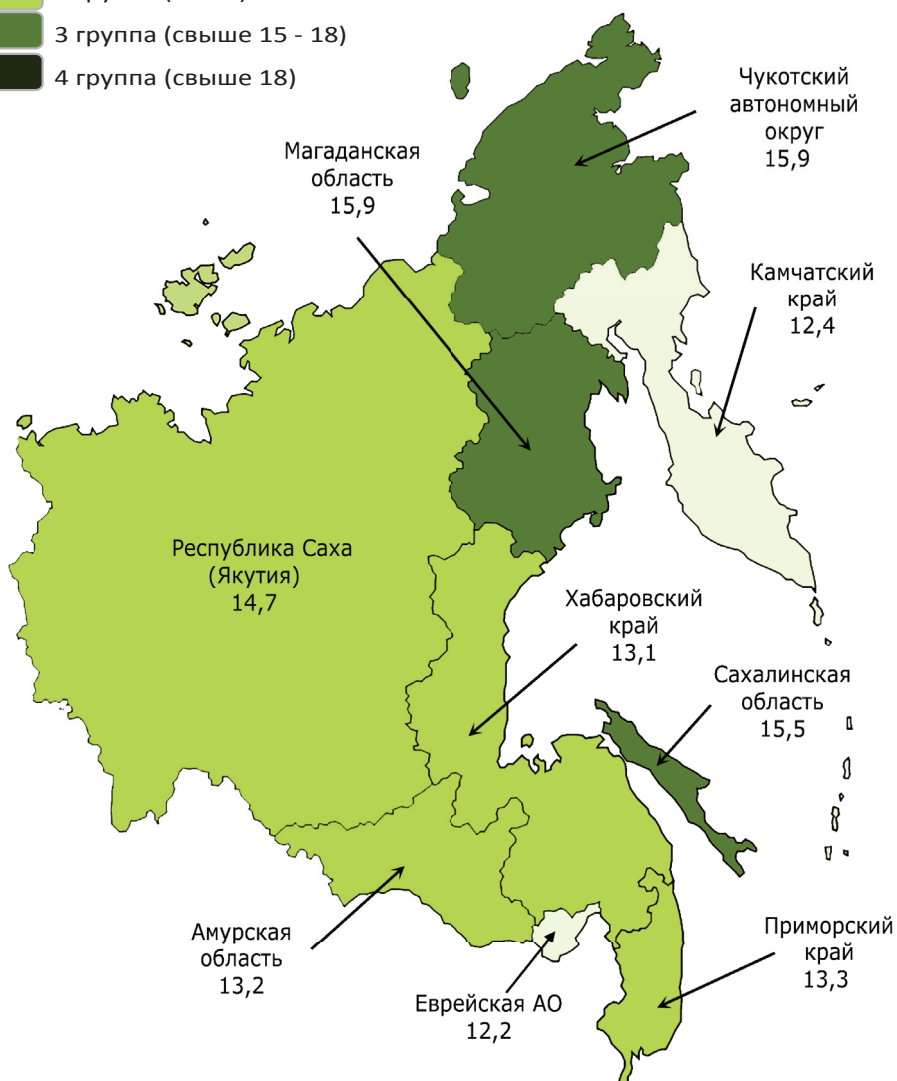 3 группа (свыше 15 - 18)
4 группа (свыше 18)
Чукотский
автономный
округ
15,9
Магаданская
область
15,9
Камчатский
край
12,4
Республика Саха
(Якутия)
14,7
Хабаровский
край
13,1
Сахалинская
область
15,5
Амурская
область
13,2
Еврейская АО
12,2
Приморский
край
13,3